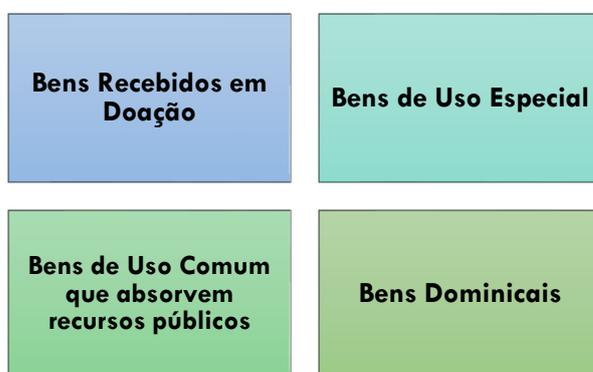 Bens Recebidos em
Doação
Bens de Uso Especial
Bens de Uso Comum
que absorvem
recursos públicos
Bens Dominicais